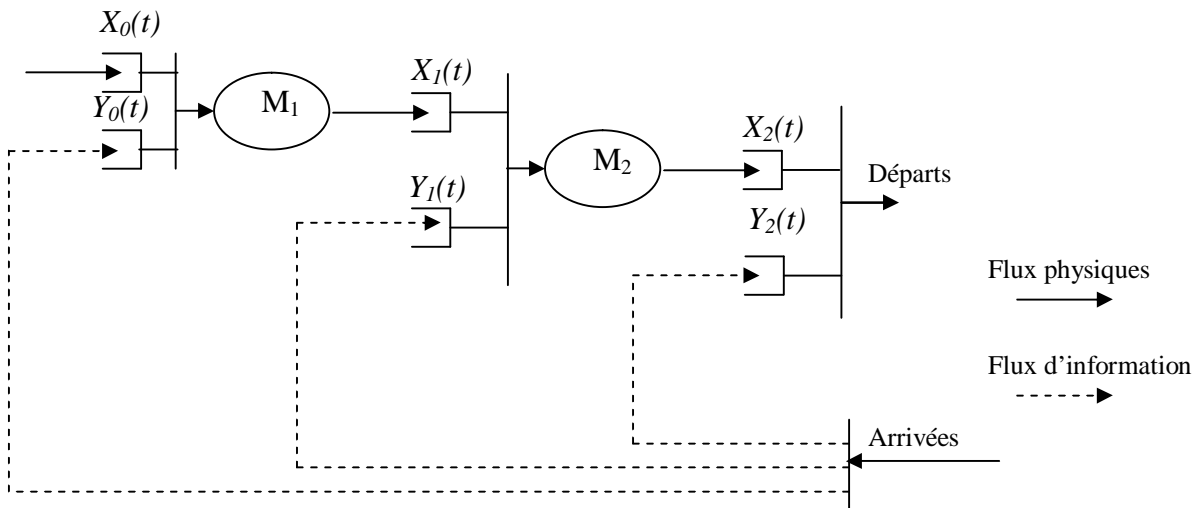 X₀(t)
Y₀(t)
M₁
X₁(t)
Y₁(t)
M₂
X₂(t)
Y₂(t)
Départs
Flux physiques
Flux d’information
Arrivées